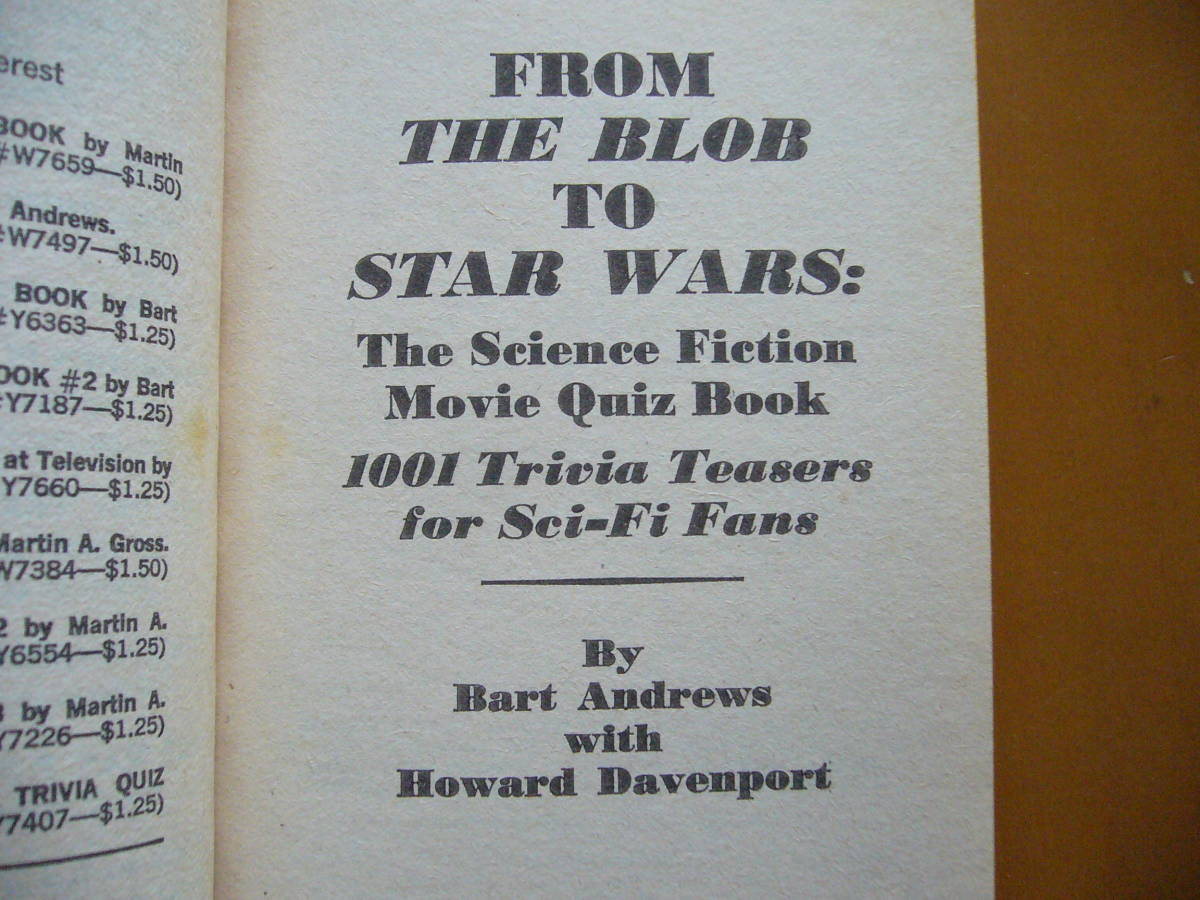 erest
BOOK by Martin
#W7659—$1.50)
Andrews.
#W7497—$1.50)
BOOK by Bart
#Y6363—$1.25)
OOK #2 by Bart
#Y7187—$1.25)
at Television by
Y7660—$1.25)
Martin A. Gross.
W7384—$1.50)
2 by Martin A.
Y6554—$1.25)
3 by Martin A.
Y7226—$1.25)
TRIVIA QUIZ
Y7407—$1.25)
FROM
THE BLOB
TO
STAR WARS:
The Science Fiction
Movie Quiz Book
1001 Trivia Teasers
for Sci-Fi Fans
By
Bart Andrews
with
Howard Davenport